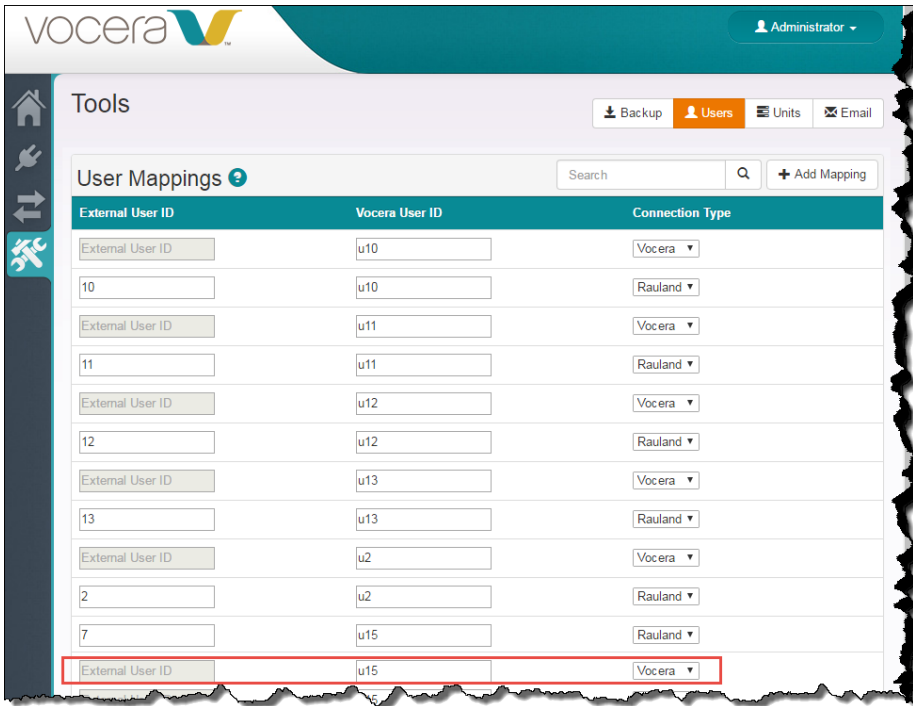 vocera
Administrator
Tools
Backup Users Units Email
User Mappings ?
Search
Add Mapping
External User ID Vocera User ID Connection Type
External User ID u10 Vocera
10 u10 Rauland
External User ID u11 Vocera
11 u11 Rauland
External User ID u12 Vocera
12 u12 Rauland
External User ID u13 Vocera
13 u13 Rauland
External User ID u2 Vocera
2 u2 Rauland
7 u15 Rauland
External User ID u15 Vocera